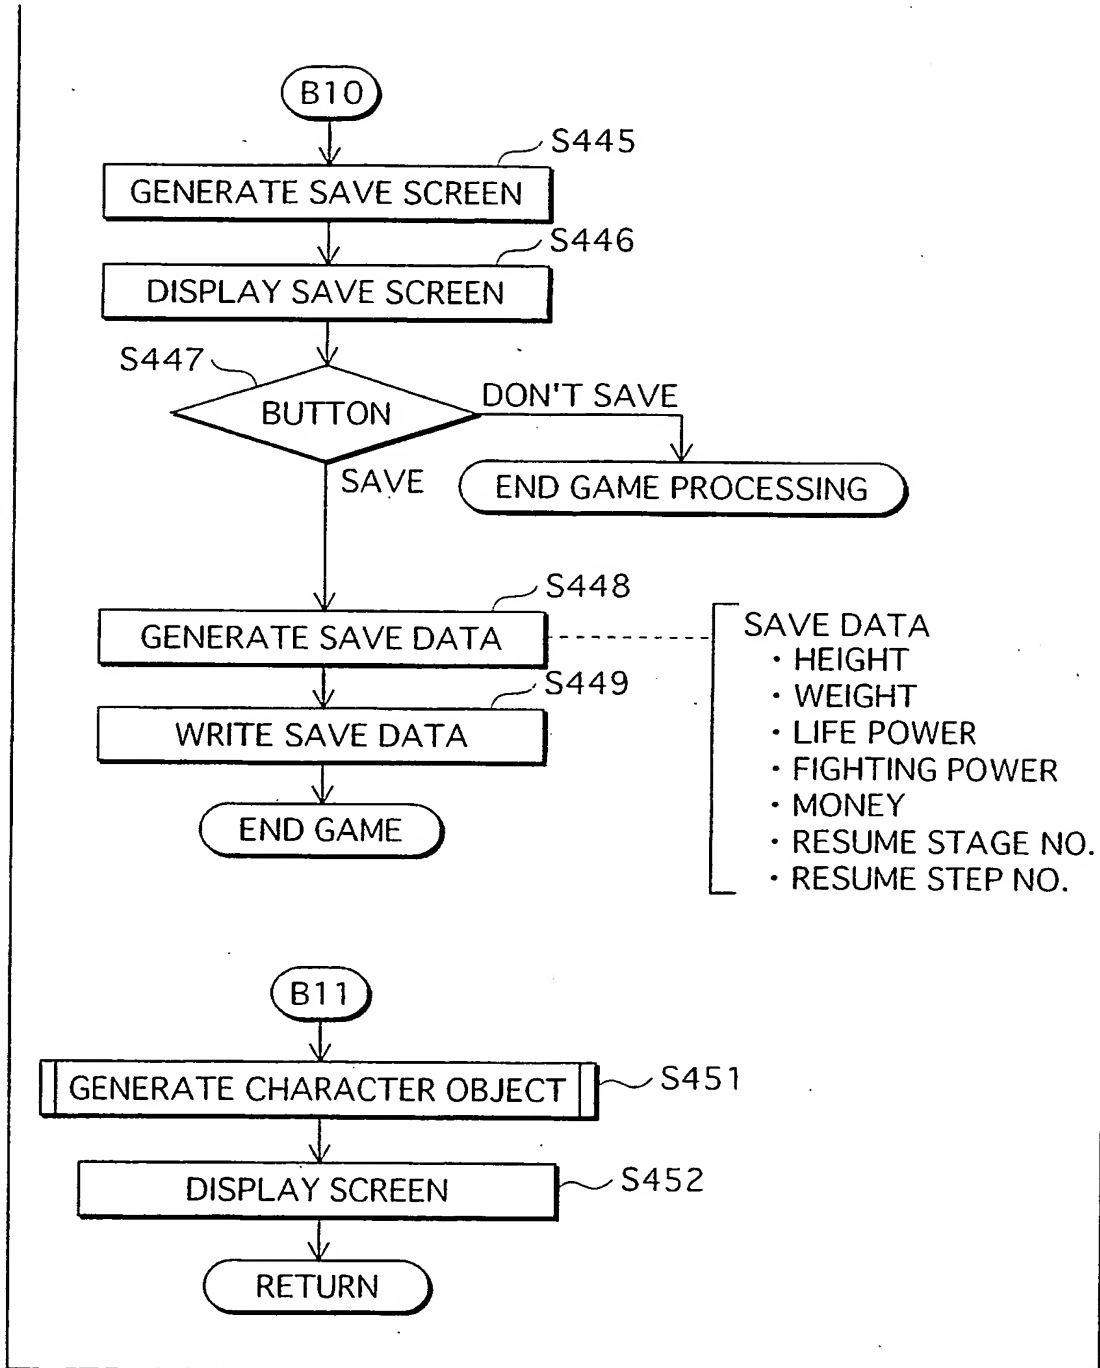 B10
S445
GENERATE SAVE SCREEN
S446
DISPLAY SAVE SCREEN
S447
BUTTON
DON'T SAVE
SAVE
END GAME PROCESSING
S448
GENERATE SAVE DATA
SAVE DATA
· HEIGHT
· WEIGHT
· LIFE POWER
· FIGHTING POWER
· MONEY
· RESUME STAGE NO.
· RESUME STEP NO.
S449
WRITE SAVE DATA
END GAME
B11
GENERATE CHARACTER OBJECT
S451
DISPLAY SCREEN
S452
RETURN